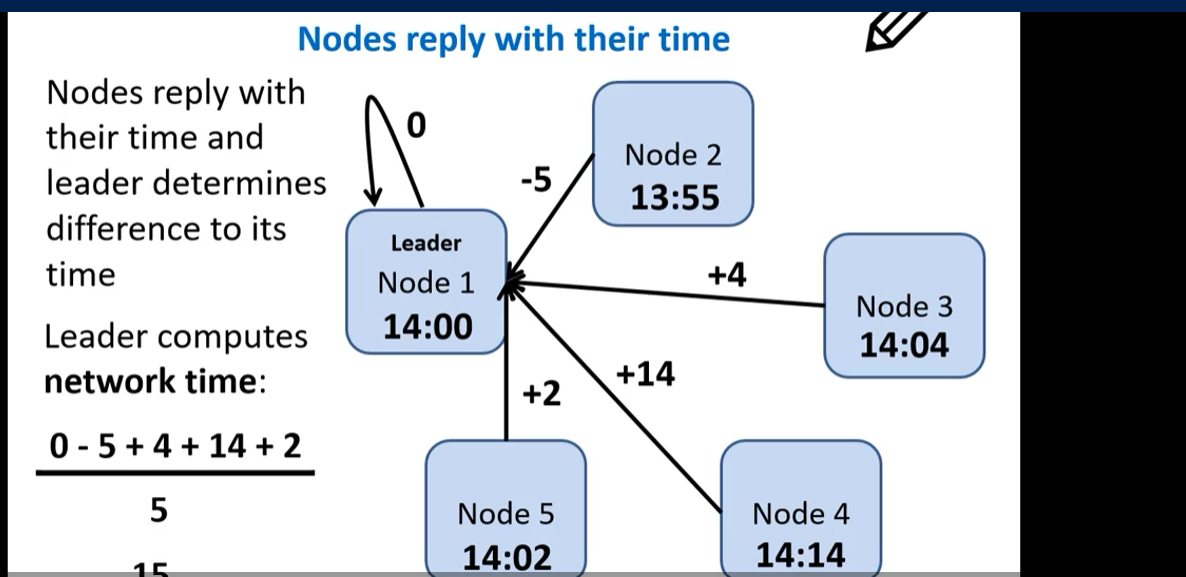 Nodes reply with their time
Nodes reply with
their time and
leader determines
difference to its
time
Leader computes
network time:
0 - 5 + 4 + 14 + 2
5
15
0
-5
+4
+14
+2
Leader
Node 1
14:00
Node 2
13:55
Node 3
14:04
Node 5
14:02
Node 4
14:14